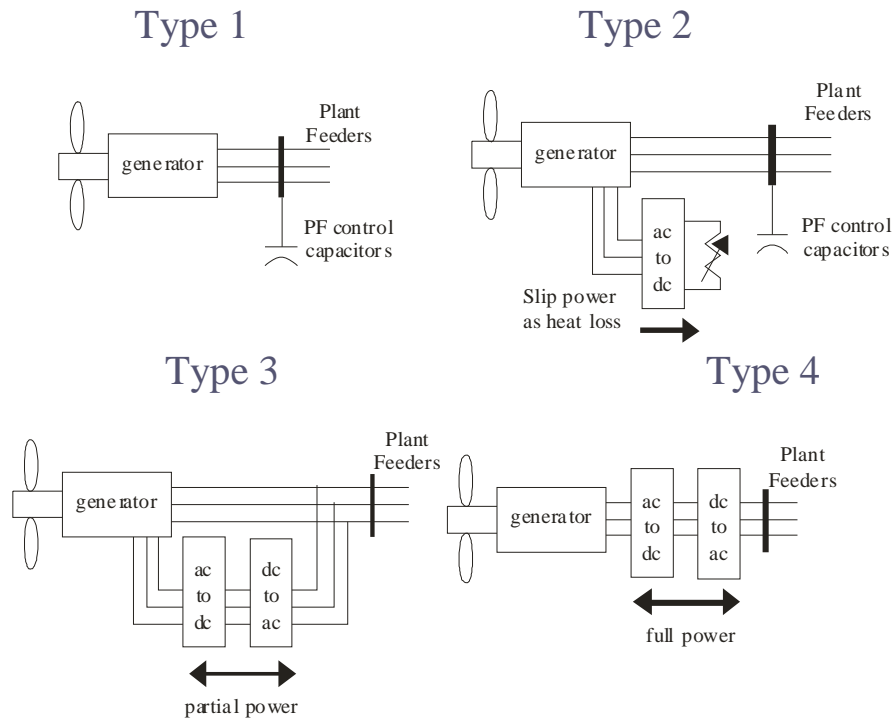 Type 1
Plant
Feeders
generator
PF control
capacitors
Type 2
Plant
Feeders
generator
ac
to
dc
PF control
capacitors
Slip power
as heat loss
Type 3
Plant
Feeders
generator
ac
to
dc
dc
to
ac
partial power
Type 4
Plant
Feeders
generator
ac
to
dc
dc
to
ac
full power